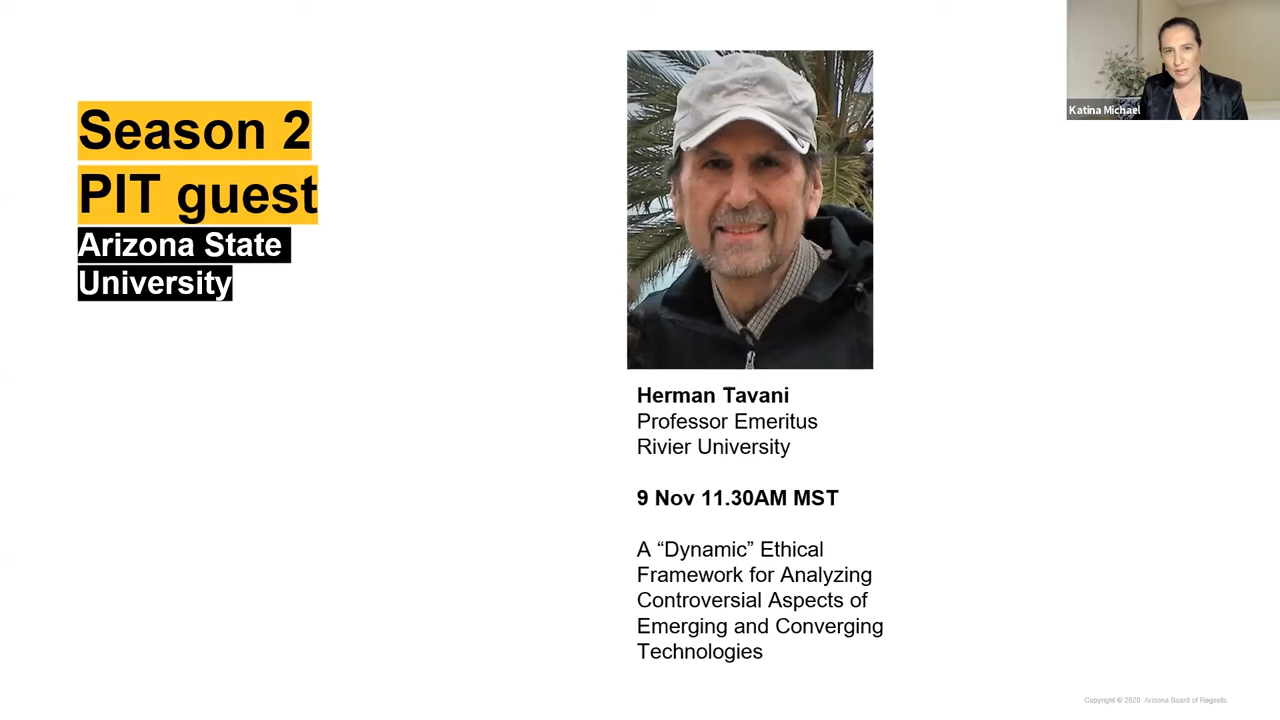 Season 2
PIT guest
Arizona State
University
Katina Michael
Herman Tavani
Professor Emeritus
Rivier University
9 Nov 11.30AM MST
A “Dynamic” Ethical
Framework for Analyzing
Controversial Aspects of
Emerging and Converging
Technologies
Copyright © 2020 Arizona Board of Regents.